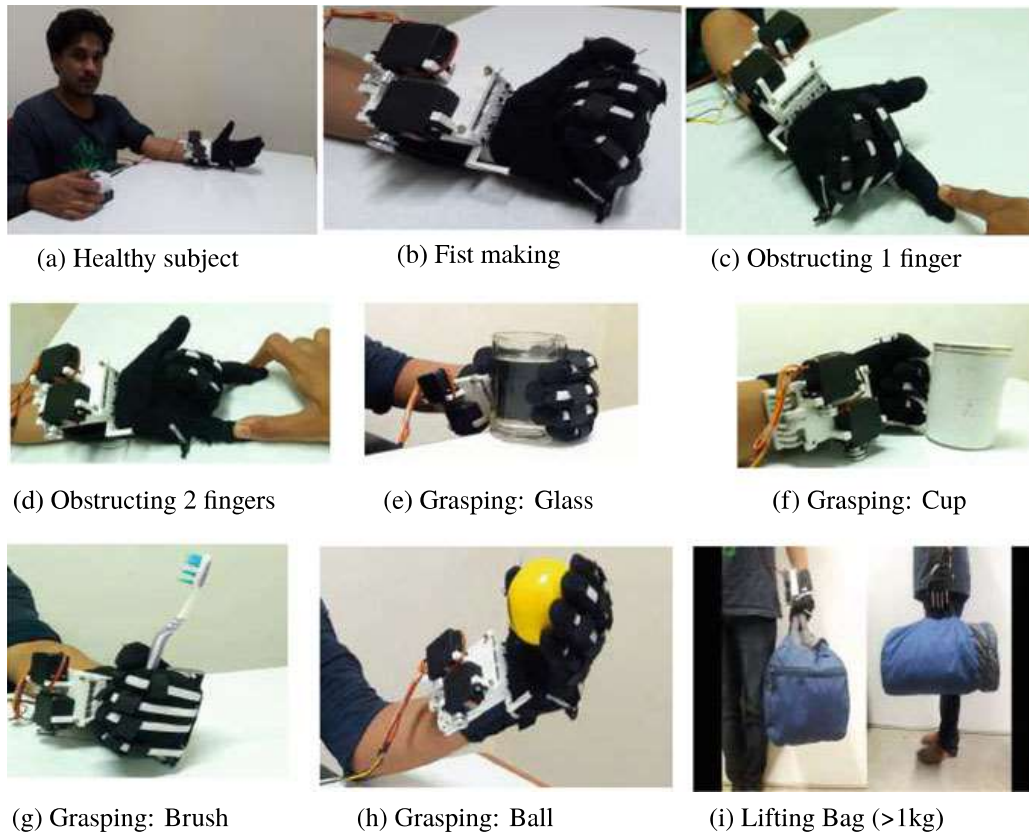 (a) Healthy subject
(b) Fist making
(c) Obstructing 1 finger
(d) Obstructing 2 fingers
(e) Grasping: Glass
(f) Grasping: Cup
(g) Grasping: Brush
(h) Grasping: Ball
(i) Lifting Bag (>1kg)